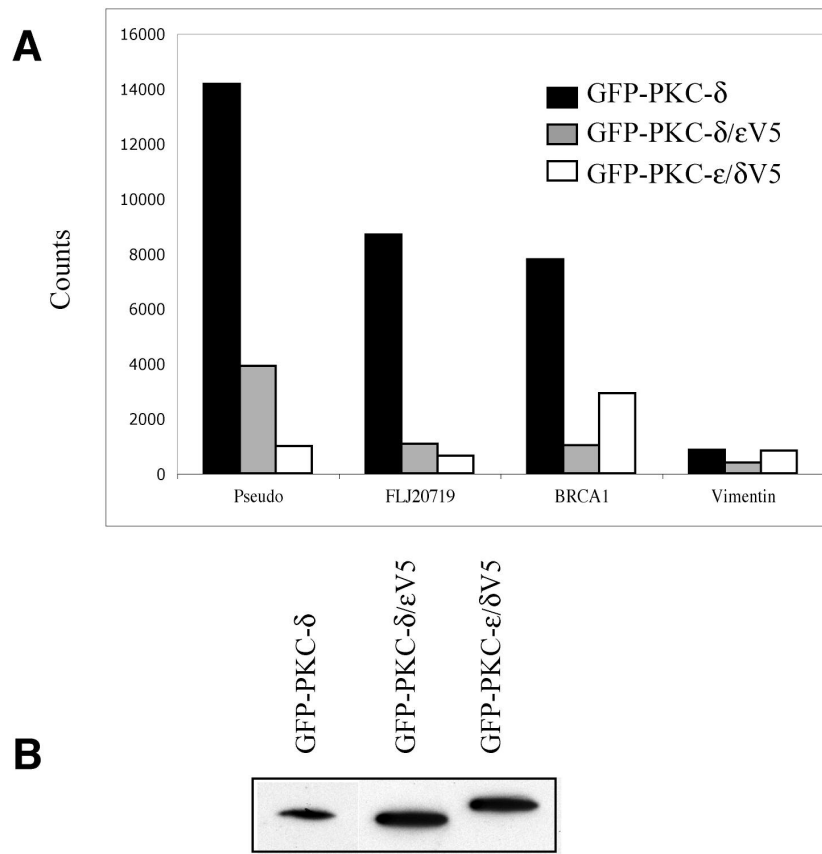 A
16000
14000
12000
10000
8000
6000
4000
2000
0
Counts
GFP-PKC-δ
GFP-PKC-δ/εV5
GFP-PKC-ε/δV5
Pseudo FLJ20719 BRCA1 Vimentin
GFP-PKC-δ
GFP-PKC-δ/εV5
GFP-PKC-ε/δV5
B